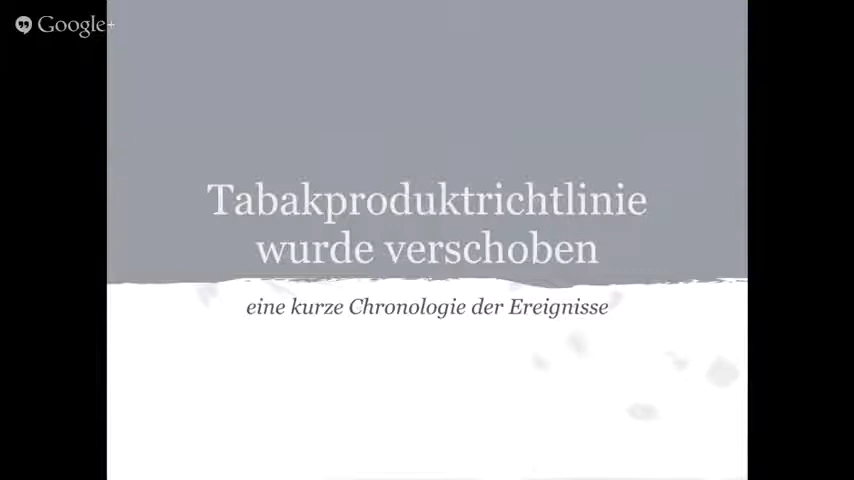 Google+
Tabakproduktrichtlinie
wurde verschoben
eine kurze Chronologie der Ereignisse